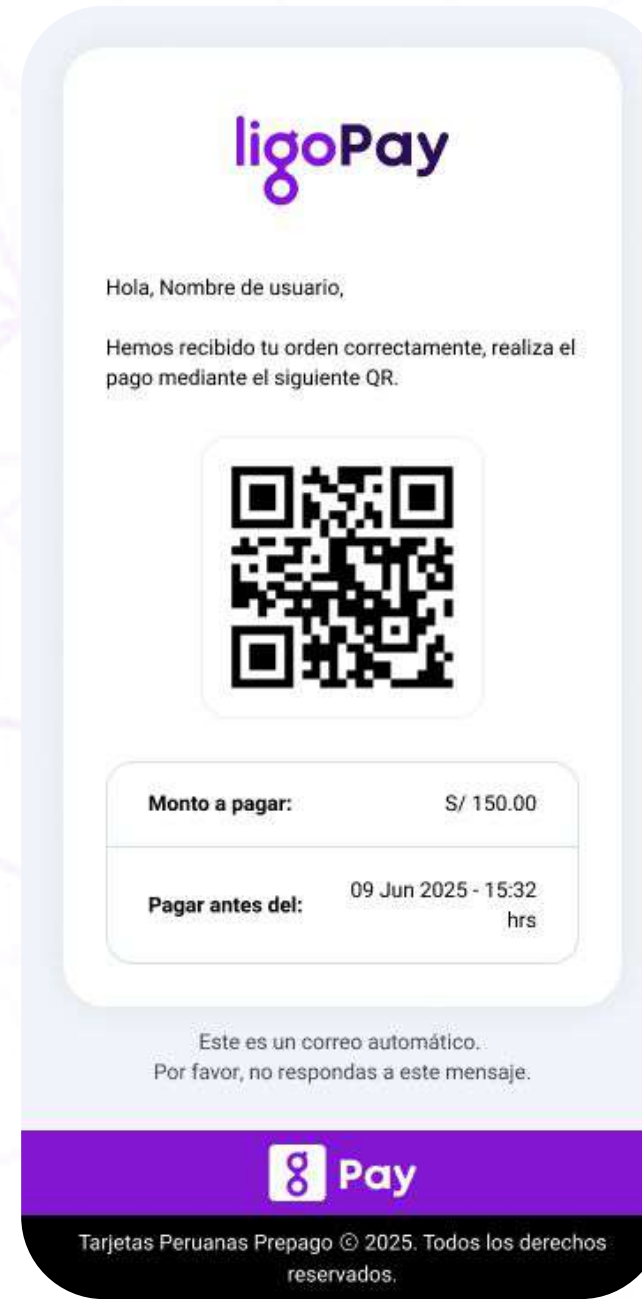 ligoPay
Hola, Nombre de usuario,
Hemos recibido tu orden correctamente, realiza el
pago mediante el siguiente QR.
Monto a pagar: S/ 150.00
Pagar antes del: 09 Jun 2025 - 15:32
hrs
Este es un correo automático.
Por favor, no respondas a este mensaje.
g Pay
Tarjetas Peruanas Prepago © 2025. Todos los derechos
reservados.